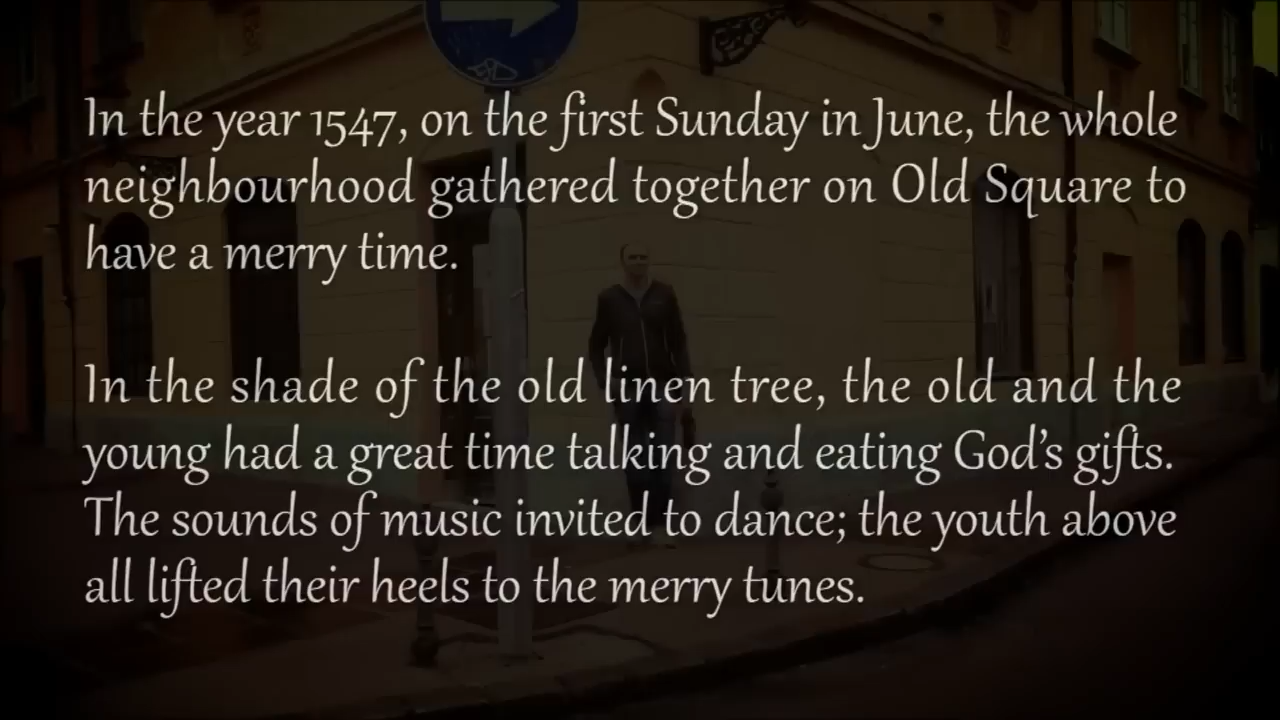 In the year 1547, on the first Sunday in June, the whole
neighbourhood gathered together on Old Square to
have a merry time.
In the shade of the old linen tree, the old and the
young had a great time talking and eating God's gifts.
The sounds of music invited to dance; the youth above
all lifted their heels to the merry tunes.